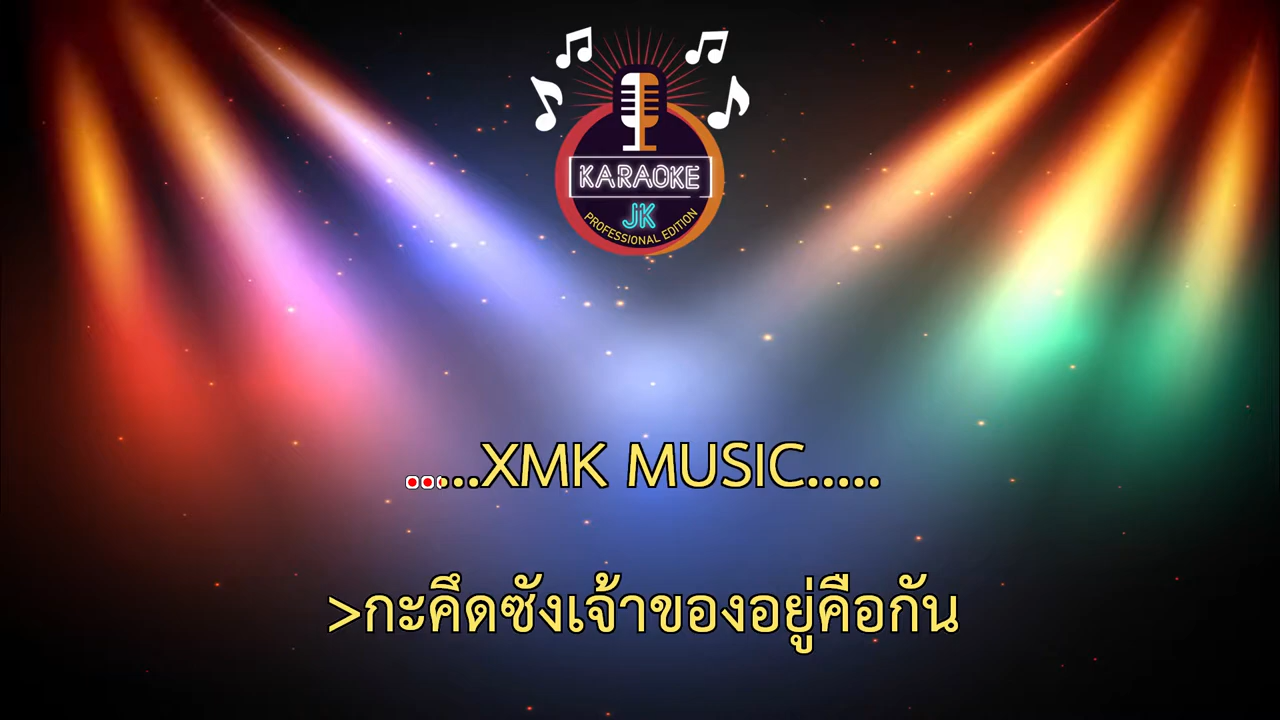 KARAOKE
JK
PROFESSIONAL EDITION
.....XMK MUSIC.....
>กะคึดซังเจ้าของอยู่คือกัน